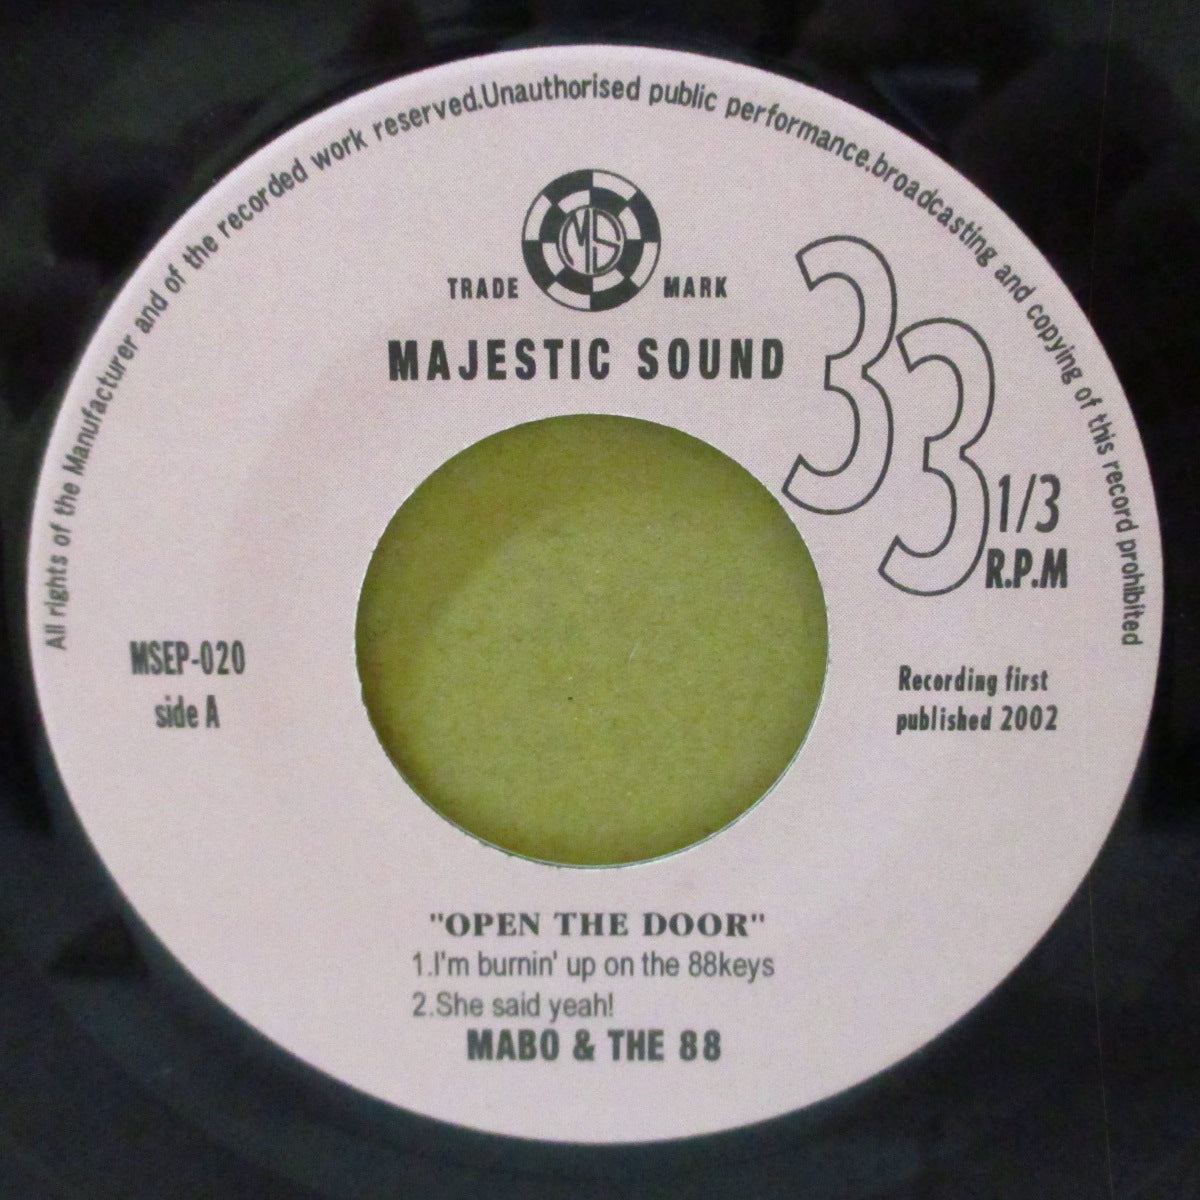 All rights of the Manufacturer and of the recorded work reserved.Unauthorised public performance.broadcasting and copying of this record prohibited
MS
TRADE MARK
MAJESTIC SOUND
33 1/3
R.P.M
MSEP-020
side A
Recording first
published 2002
"OPEN THE DOOR"
1.I'm burnin' up on the 88keys
2.She said yeah!
MABO & THE 88